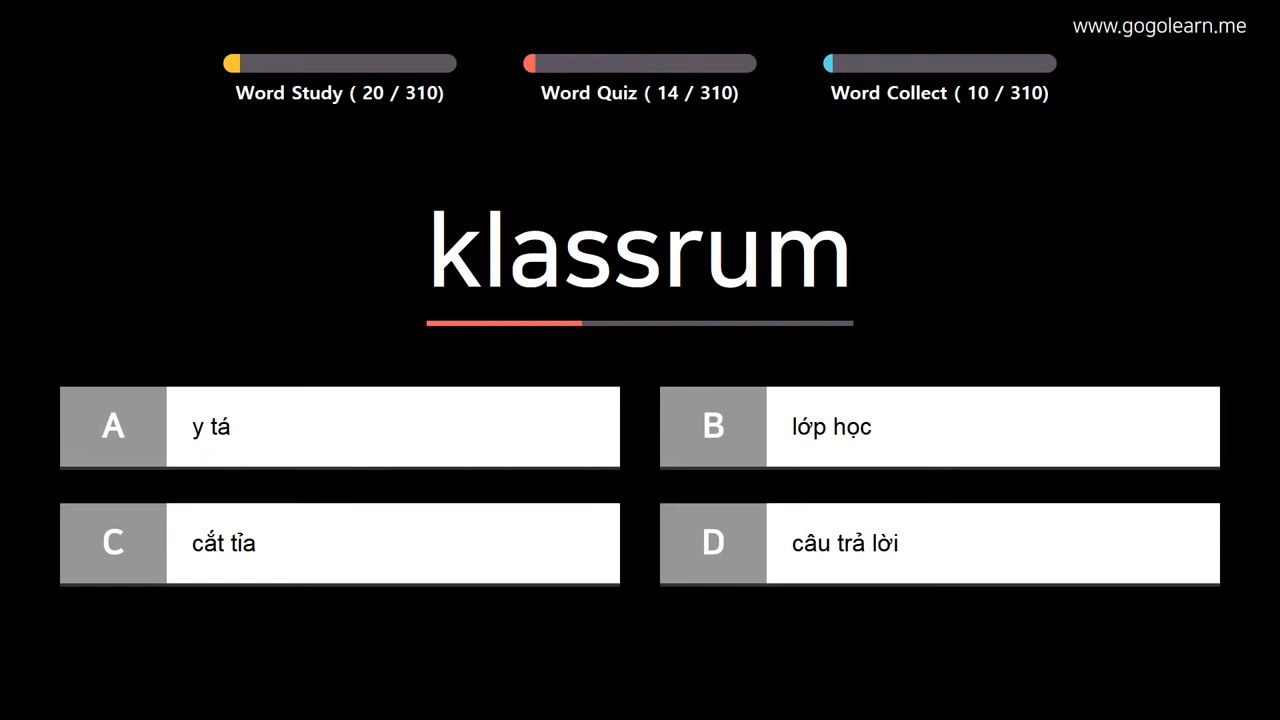 www.gogolearn.me
Word Study ( 20 / 310)
Word Quiz ( 14 / 310)
Word Collect ( 10 / 310)
klassrum
A y tá
B lớp học
C cắt tỉa
D câu trả lời